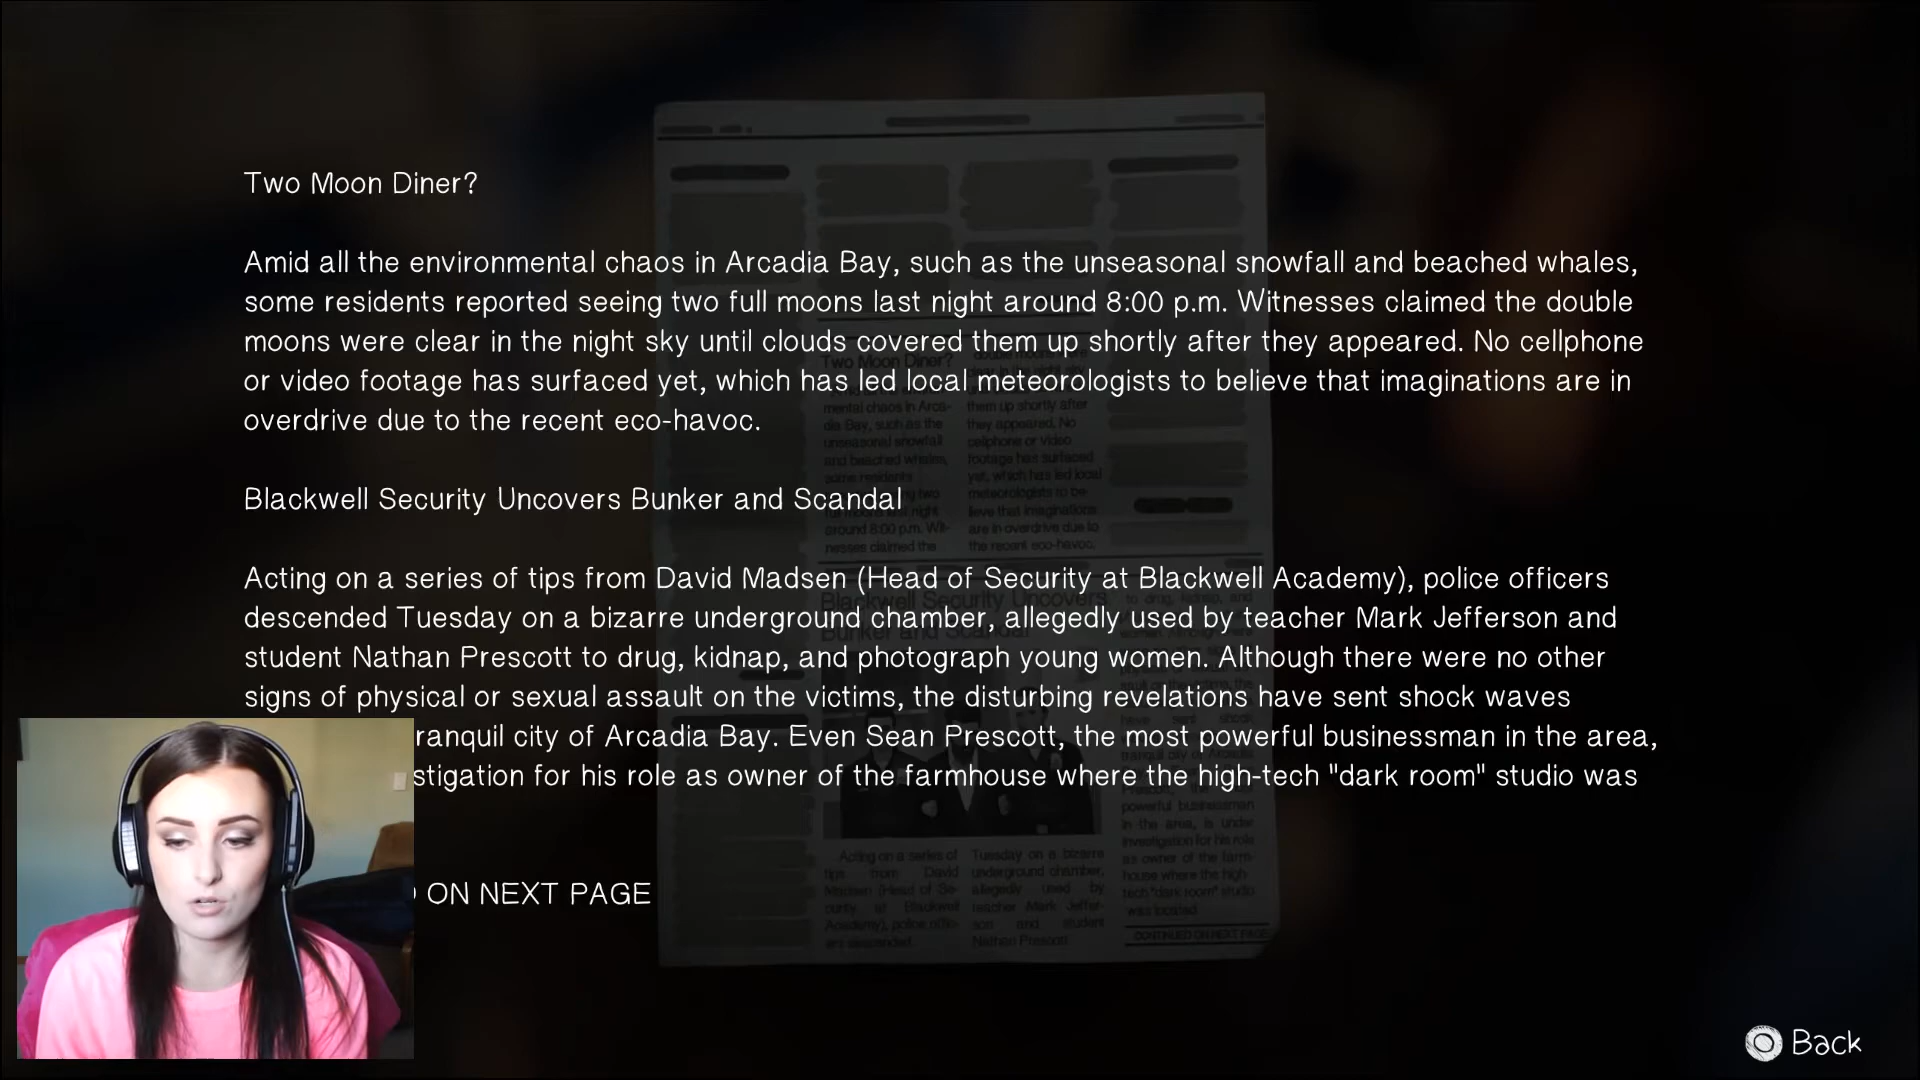 Two Moon Diner?
Amid all the environmental chaos in Arcadia Bay, such as the unseasonal snowfall and beached whales,
some residents reported seeing two full moons last night around 8:00 p.m. Witnesses claimed the double
moons were clear in the night sky until clouds covered them up shortly after they appeared. No cellphone
or video footage has surfaced yet, which has led local meteorologists to believe that imaginations are in
overdrive due to the recent eco-havoc.
Blackwell Security Uncovers Bunker and Scandal
Acting on a series of tips from David Madsen (Head of Security at Blackwell Academy), police officers
descended Tuesday on a bizarre underground chamber, allegedly used by teacher Mark Jefferson and
student Nathan Prescott to drug, kidnap, and photograph young women. Although there were no other
signs of physical or sexual assault on the victims, the disturbing revelations have sent shock waves
ranquil city of Arcadia Bay. Even Sean Prescott, the most powerful businessman in the area,
stigation for his role as owner of the farmhouse where the high-tech "dark room" studio was
ON NEXT PAGE
Back